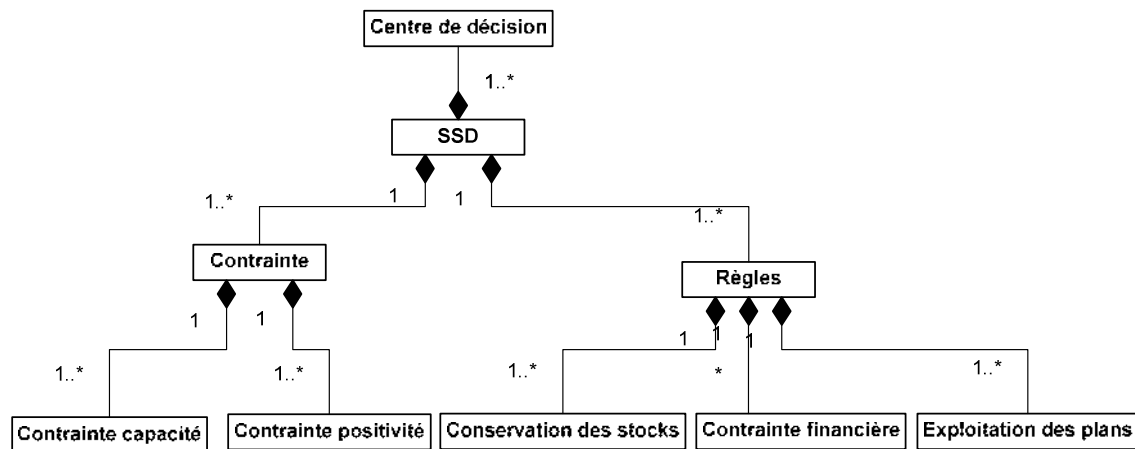 Centre de décision
1..*
SSD
1..*
1
1
1..*
Contrainte
Règles
1
1
1
1
1
1..*
1..*
1..*
*
1..*
Contrainte capacité
Contrainte positivité
Conservation des stocks
Contrainte financière
Exploitation des plans